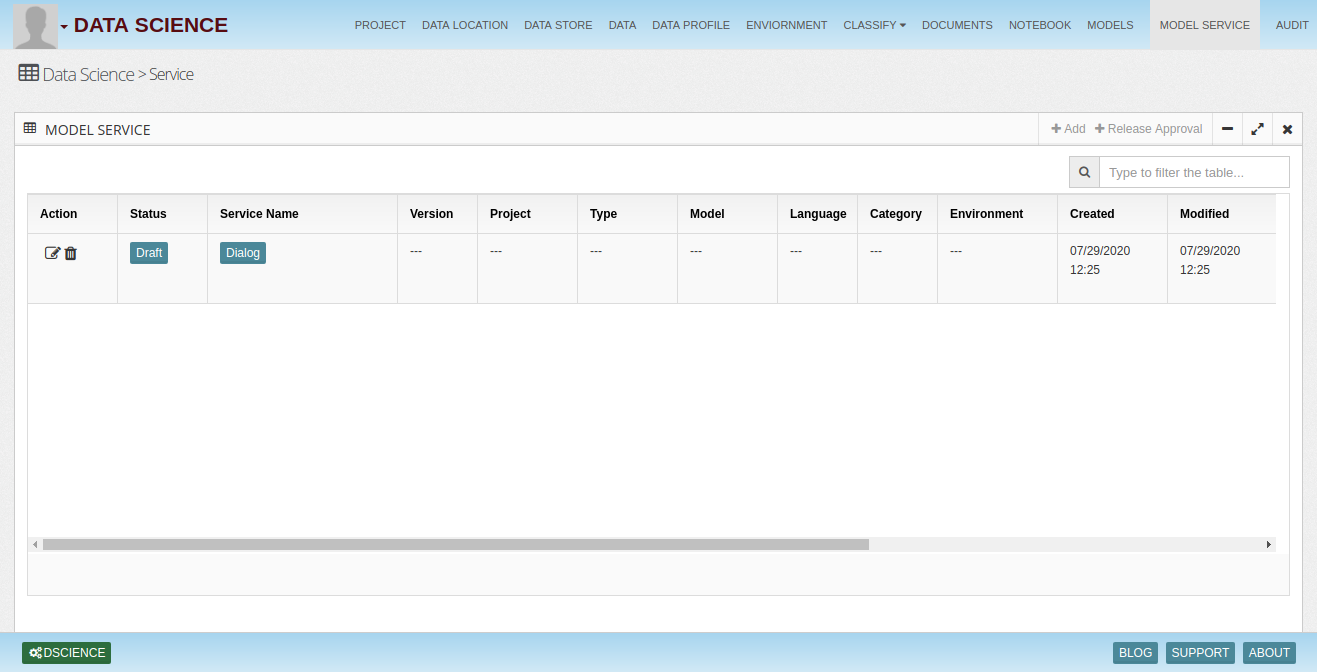 DATA SCIENCE
PROJECT DATA LOCATION DATA STORE DATA DATA PROFILE ENVIORNMENT CLASSIFY DOCUMENTS NOTEBOOK MODELS MODEL SERVICE AUDIT
Data Science > Service
MODEL SERVICE
Add Release Approval
Type to filter the table...
Action Status Service Name Version Project Type Model Language Category Environment Created Modified
Draft Dialog --- --- --- --- --- --- --- 07/29/2020 07/29/2020
12:25 12:25
DSCIENCE BLOG SUPPORT ABOUT